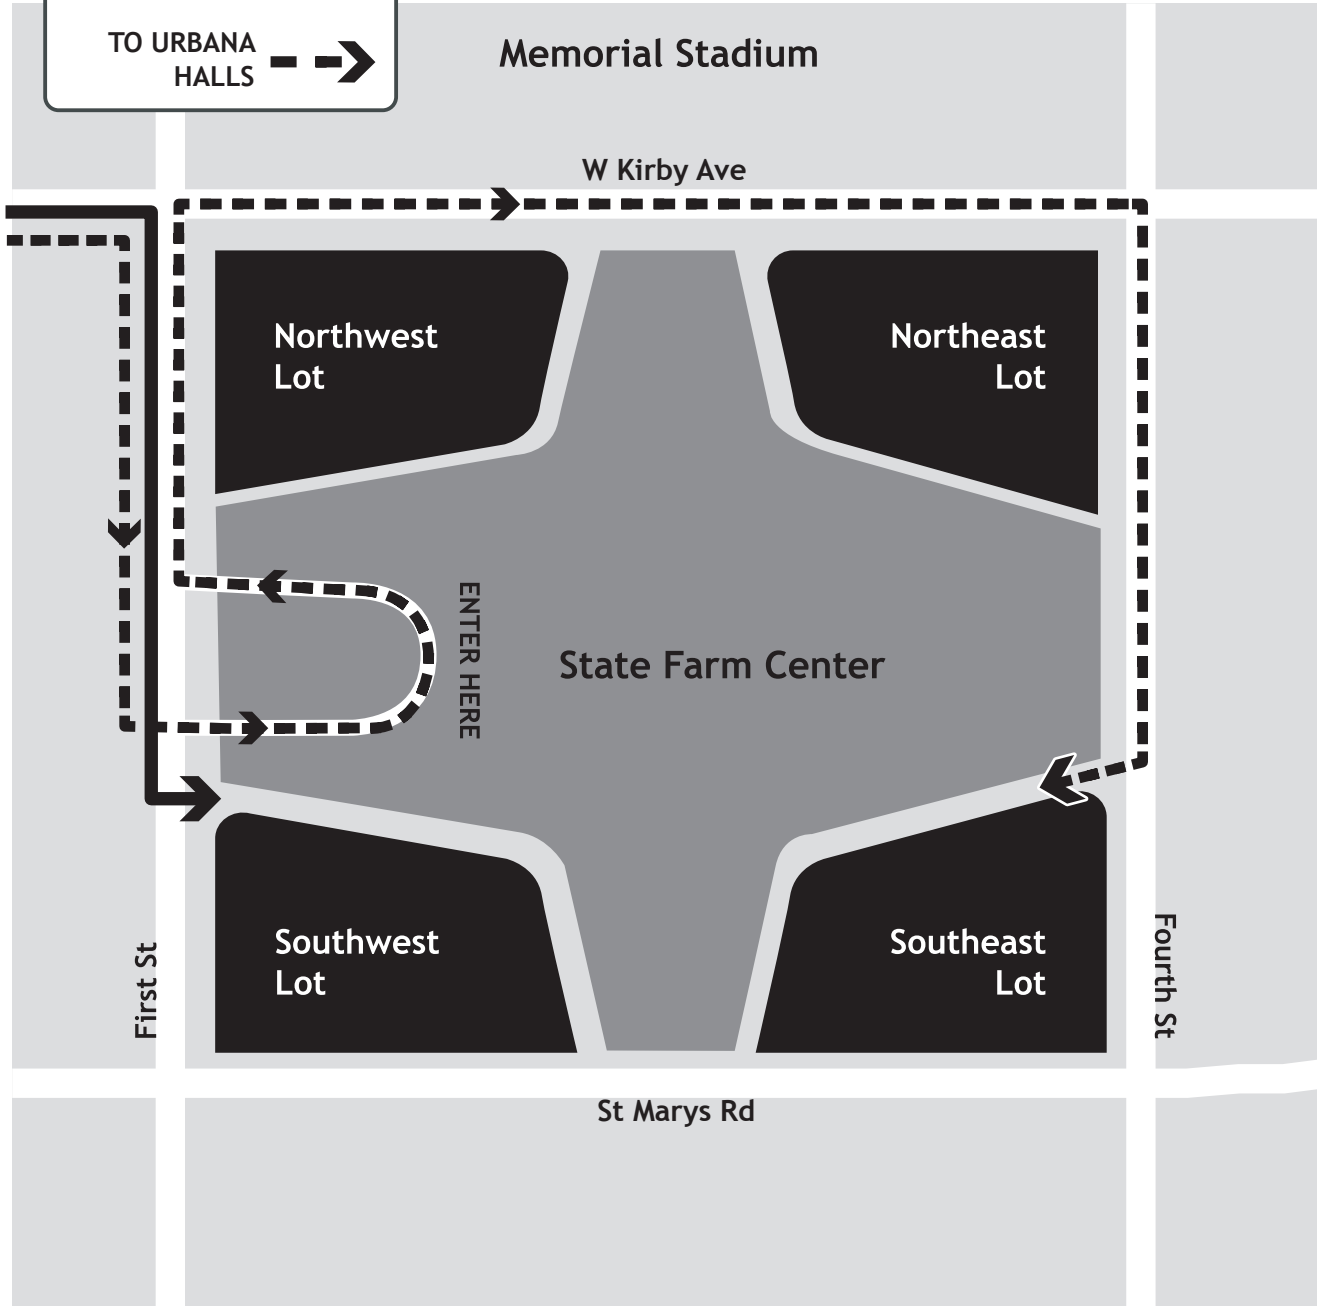 TO URBANA
HALLS
Memorial Stadium
W Kirby Ave
Northwest
Lot
Northeast
Lot
ENTER HERE
State Farm Center
Southwest
Lot
Southeast
Lot
First St
Fourth St
St Marys Rd